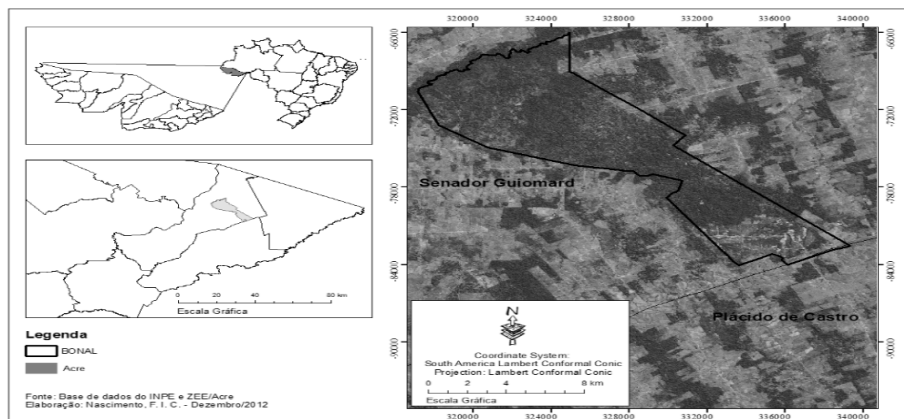 320000 324000 328000 332000 336000 340000
-66000
-72000
-78000
-84000
-90000
Senador Guiomard
Plácido de Castro
0 20 40 80 km
Escala Gráfica
Legenda
BONAL
Acre
Fonte: Base de dados do INPE e ZEE/Acre
Elaboração: Nascimento, F. I. C. - Dezembro/2012
N
Coordinate System:
South America Lambert Conformal Conic
Projection: Lambert Conformal Conic
0 2 4 8 km
Escala Gráfica
320000 324000 328000 332000 336000 340000